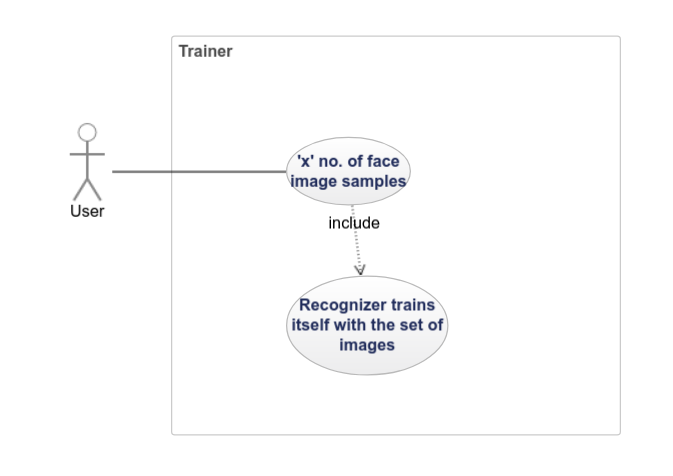 Trainer
'x' no. of face
image samples
User
include
Recognizer trains
itself with the set of
images